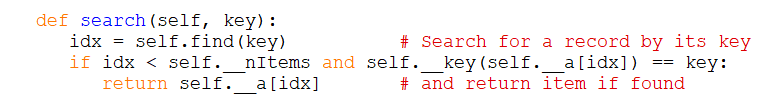 def search(self, key):
idx = self.find(key) # Search for a record by its key
if idx < self.__nItems and self.__key(self.__a[idx]) == key:
return self.__a[idx] # and return item if found